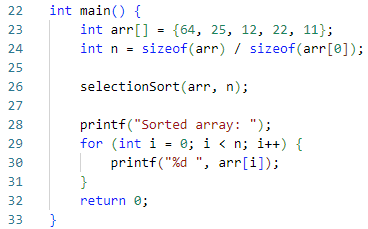 22 int main() {
23     int arr[] = {64, 25, 12, 22, 11};
24     int n = sizeof(arr) / sizeof(arr[0]);
25
26     selectionSort(arr, n);
27
28     printf("Sorted array: ");
29     for (int i = 0; i < n; i++) {
30         printf("%d ", arr[i]);
31     }
32     return 0;
33 }